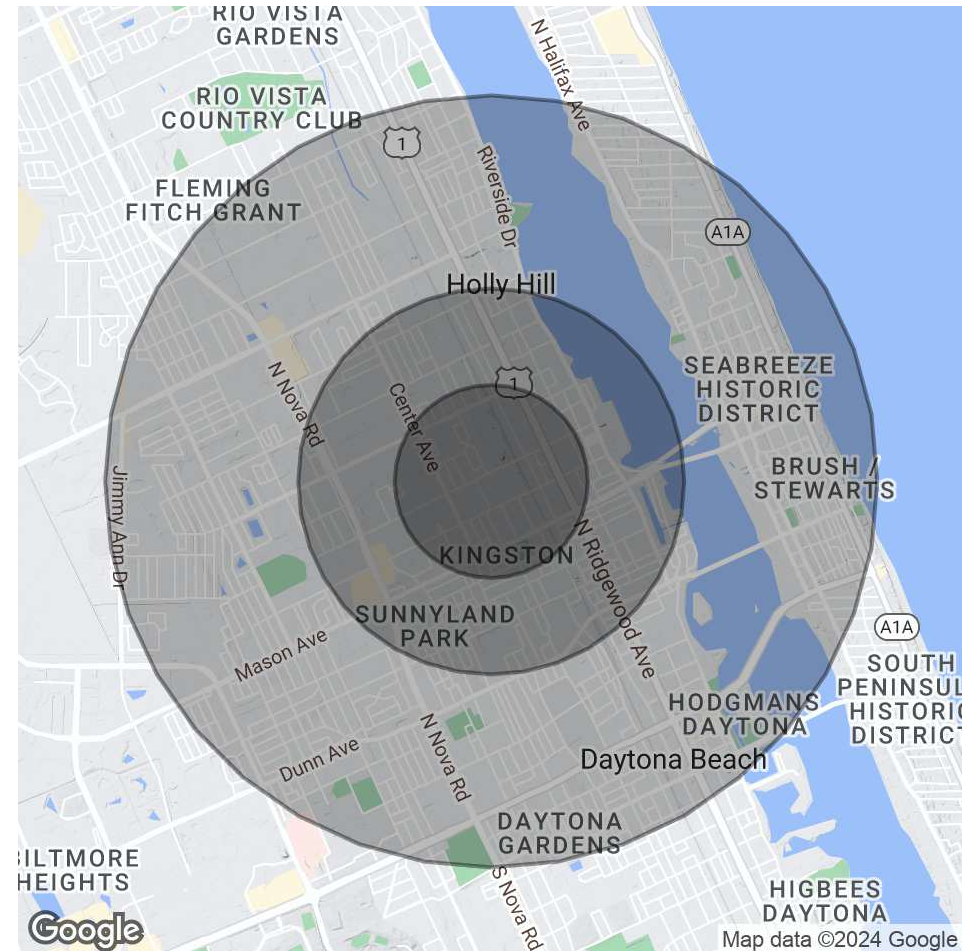 RIO VISTA
GARDENS
N Halifax Ave
RIO VISTA
COUNTRY CLUB
1
Riverside Dr
FLEMING
FITCH GRANT
A1A
Holly Hill
SEABREEZE
HISTORIC
DISTRICT
N Nova Rd
Center Ave
1
BRUSH /
STEWARTS
Jimmy Ann Dr
KINGSTON
N Ridgewood Ave
SUNNYLAND
PARK
A1A
Mason Ave
SOUTH
PENINSUL
HISTORIC
DISTRICT
HODGMANS
DAYTONA
N Nova Rd
Dunn Ave
Daytona Beach
DAYTONA
GARDENS
BILTMORE
HEIGHTS
S Nova Rd
HIGBEES
DAYTONA
Google
Map data ©2024 Google